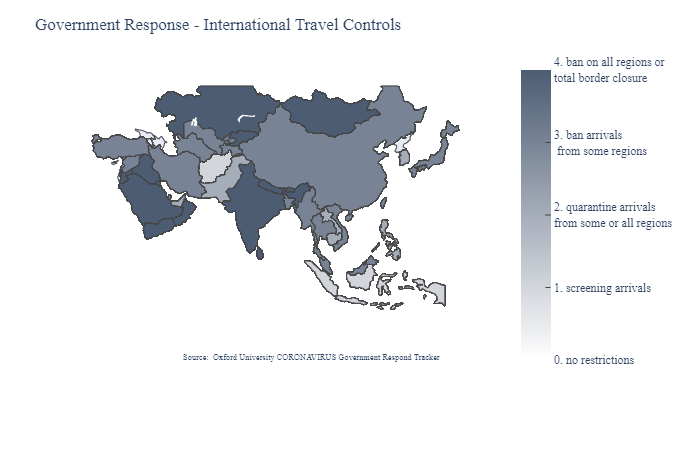 Government Response - International Travel Controls
4. ban on all regions or
total border closure
3. ban arrivals
from some regions
2. quarantine arrivals
from some or all regions
1. screening arrivals
0. no restrictions
Source: Oxford University CORONAVIRUS Government Respond Tracker